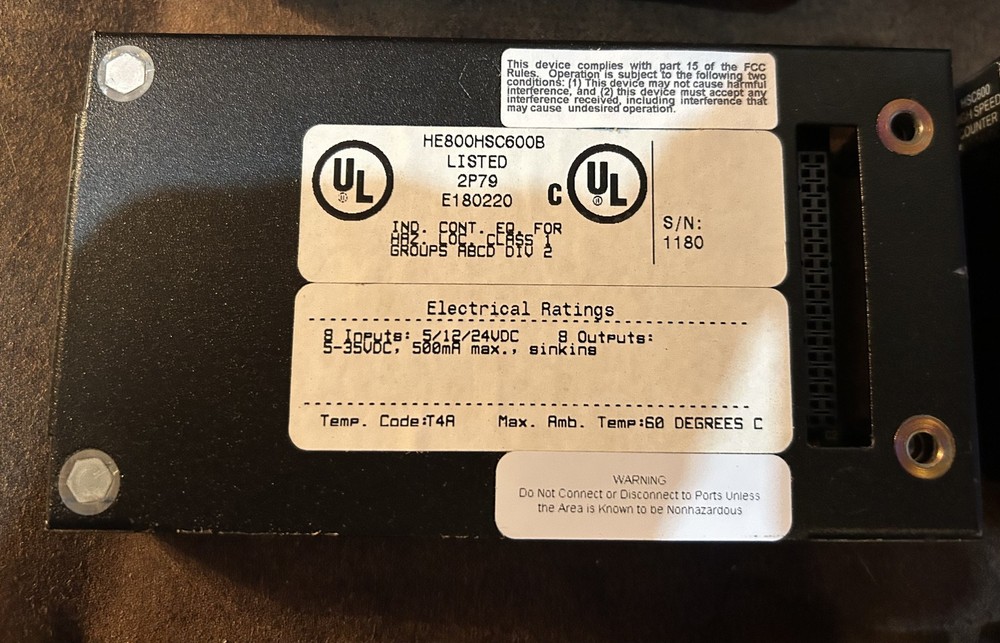 This device complies with part 15 of the FCC
Rules. Operation is subject to the following two
conditions: (1) This device may not cause harmful
interference, and (2) this device must accept any
interference received, including interference that
may cause undesired operation.
HE800HSC600B
LISTED
2P79
E180220
UL
®
C
UL
®
IND. CONT. EQ. FOR
HAZ. LOC. CLASS 1
GROUPS ABCD DIV 2
S/N:
1180
Electrical Ratings
8 Inputs: 5/12/24VDC 8 Outputs:
5-35VDC, 500mA max., sinking
Temp. Code:T4A Max. Amb. Temp:60 DEGREES C
WARNING
Do Not Connect or Disconnect to Ports Unless
the Area is Known to be Nonhazardous
HSC600
SPEED
COUNTER